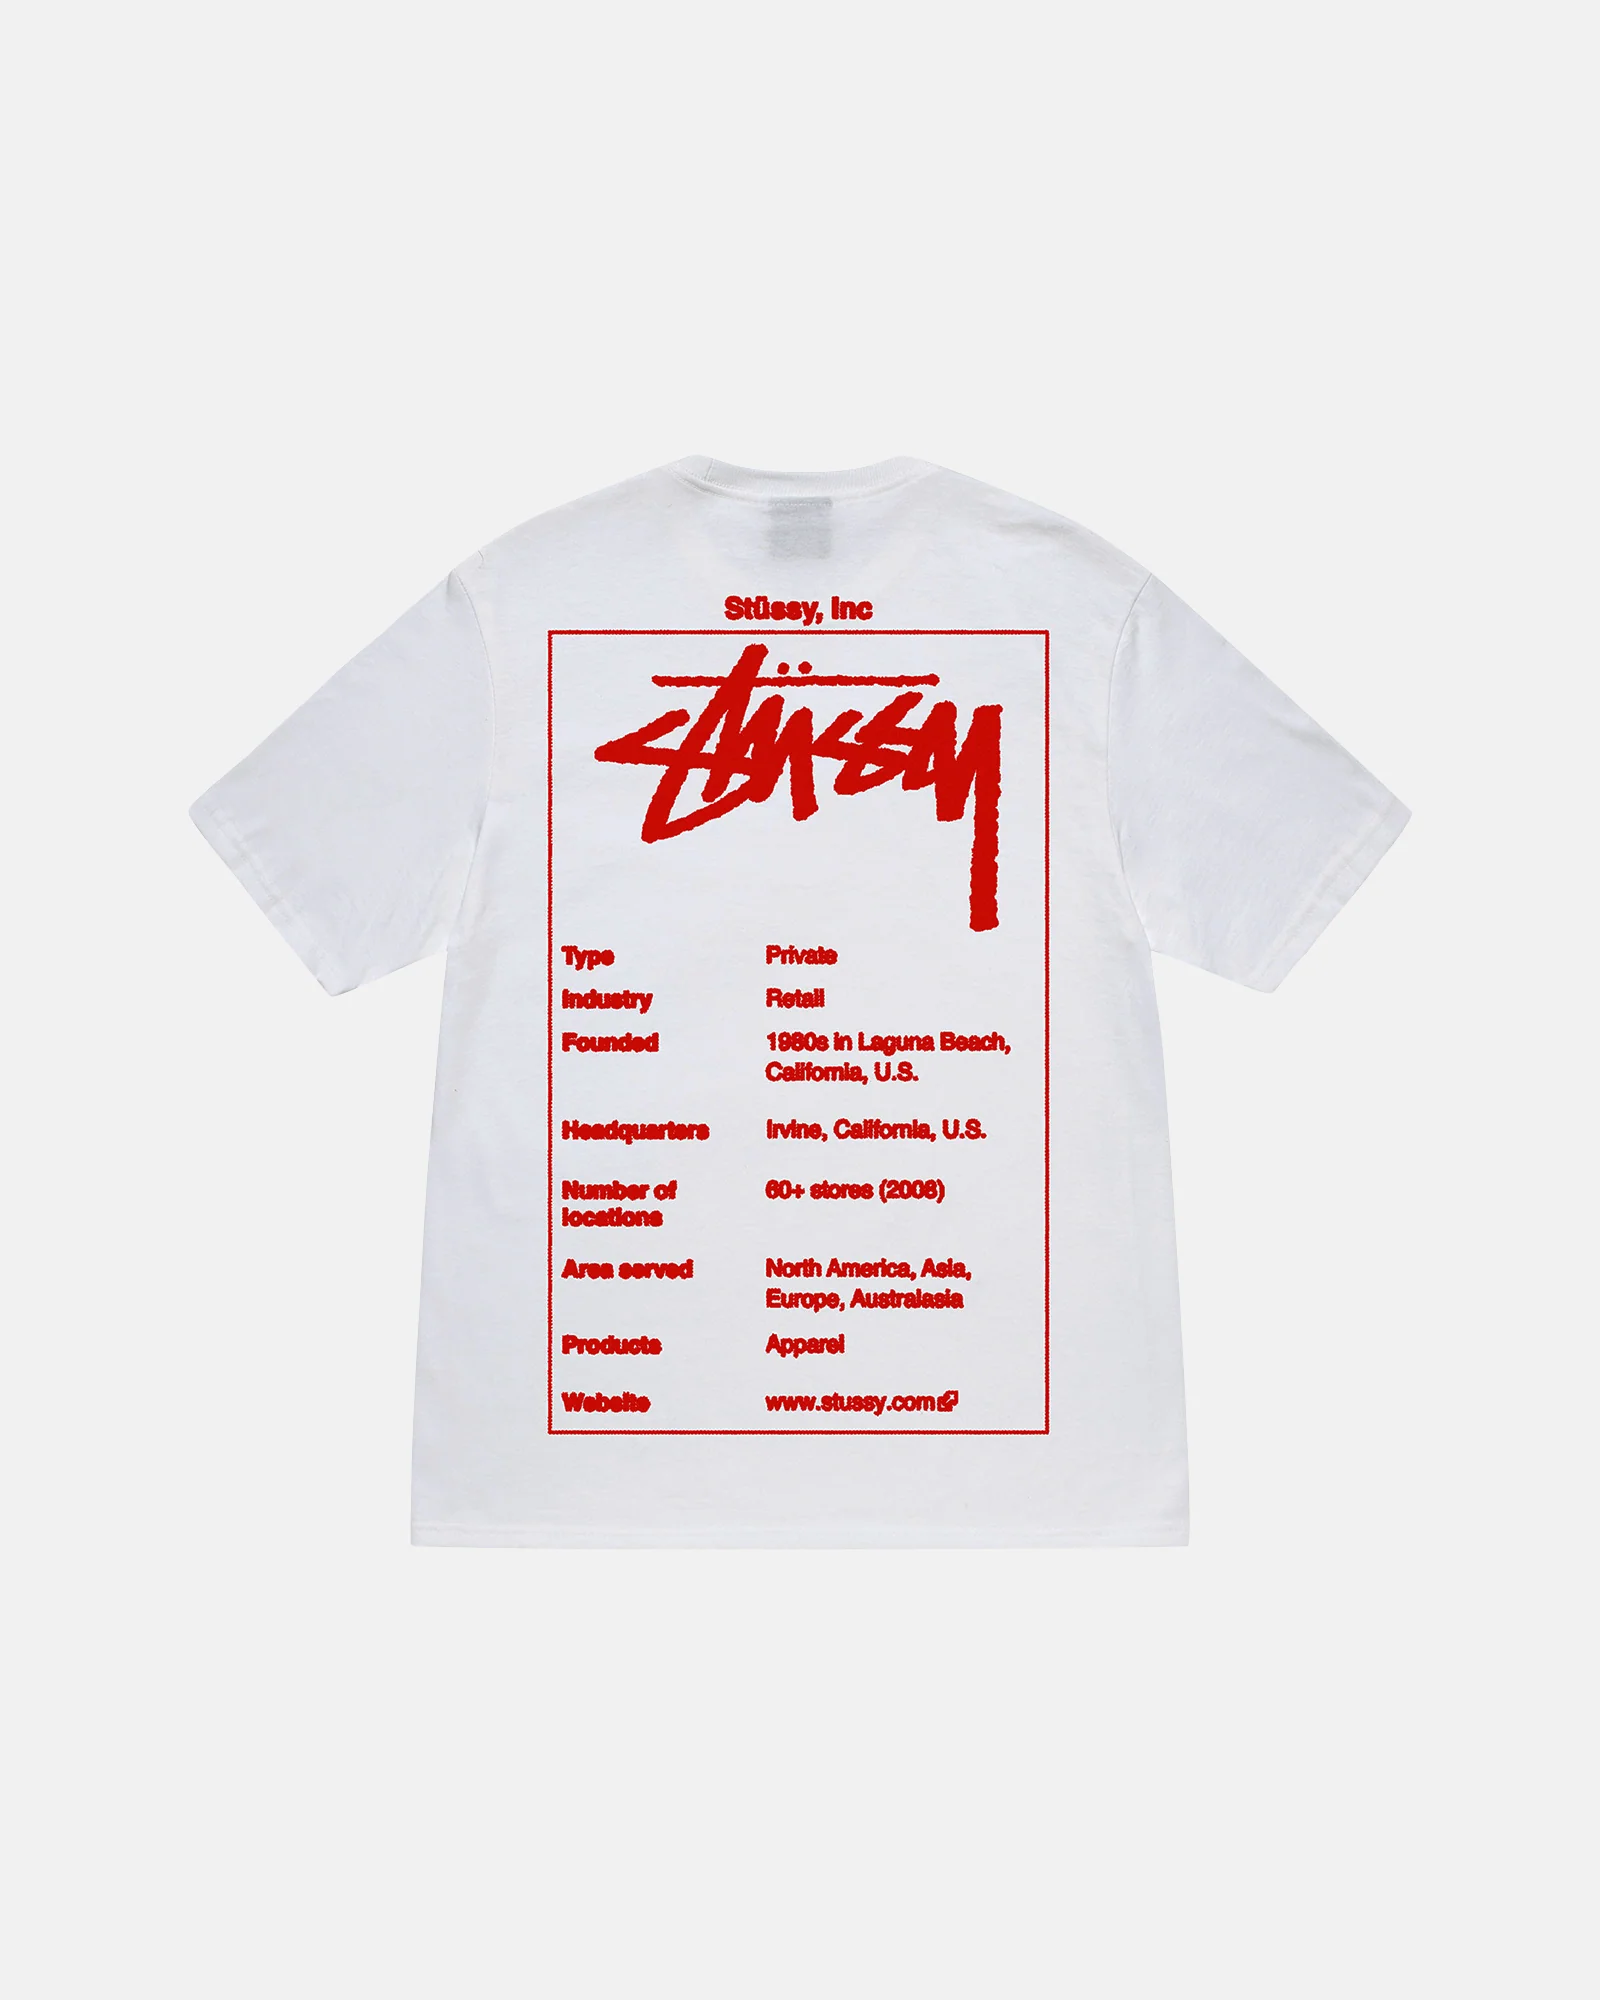 Stüssy, Inc
Stüssy
Type Private
Industry Retail
Founded 1980s in Laguna Beach,
California, U.S.
Headquarters Irvine, California, U.S.
Number of 60+ stores (2008)
locations
Area served North America, Asia,
Europe, Australasia
Products Apparel
Website www.stussy.com